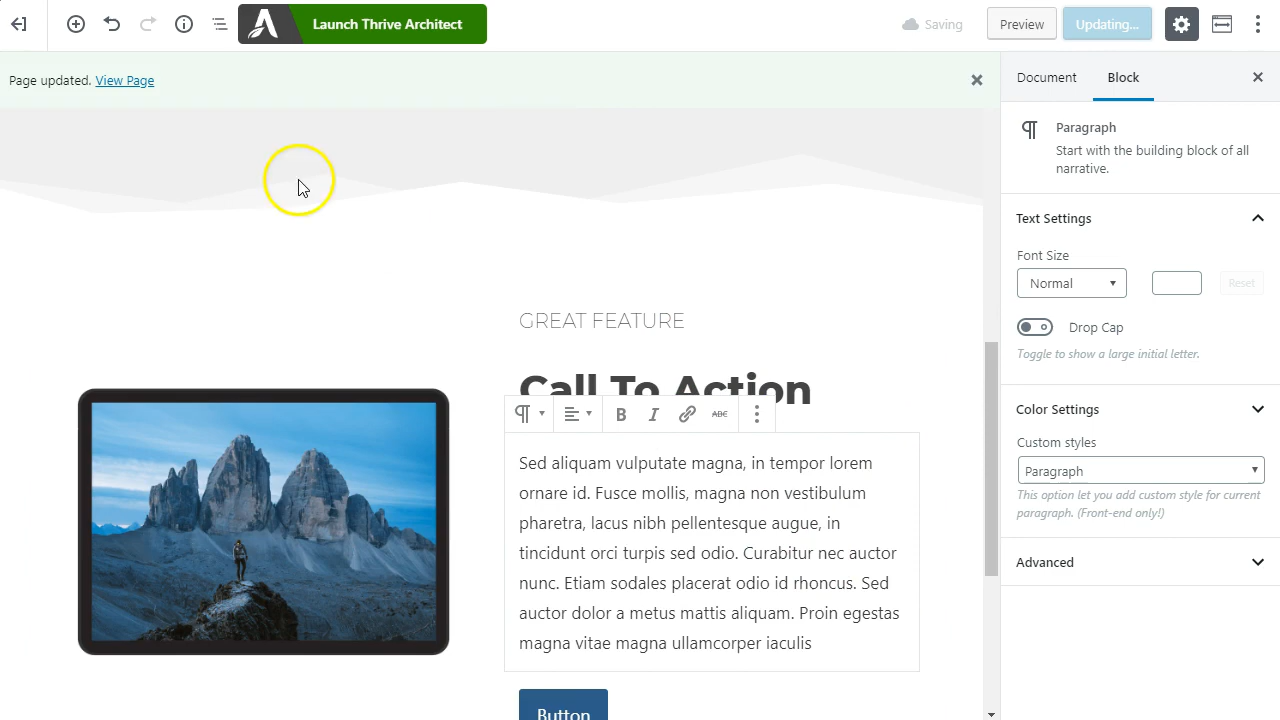 Launch Thrive Architect
Saving
Preview
Updating...
Page updated. View Page
Document
Block
Paragraph
Start with the building block of all
narrative.
Text Settings
Font Size
Normal
Reset
Drop Cap
Toggle to show a large initial letter.
Color Settings
Custom styles
Paragraph
This option let you add custom style for current
paragraph. (Front-end only!)
Advanced
GREAT FEATURE
Call To Action
B I ABC
Sed aliquam vulputate magna, in tempor lorem
ornare id. Fusce mollis, magna non vestibulum
pharetra, lacus nibh pellentesque augue, in
tincidunt orci turpis sed odio. Curabitur nec auctor
nunc. Etiam sodales placerat odio id rhoncus. Sed
auctor dolor a metus mattis aliquam. Proin egestas
magna vitae magna ullamcorper iaculis
Button